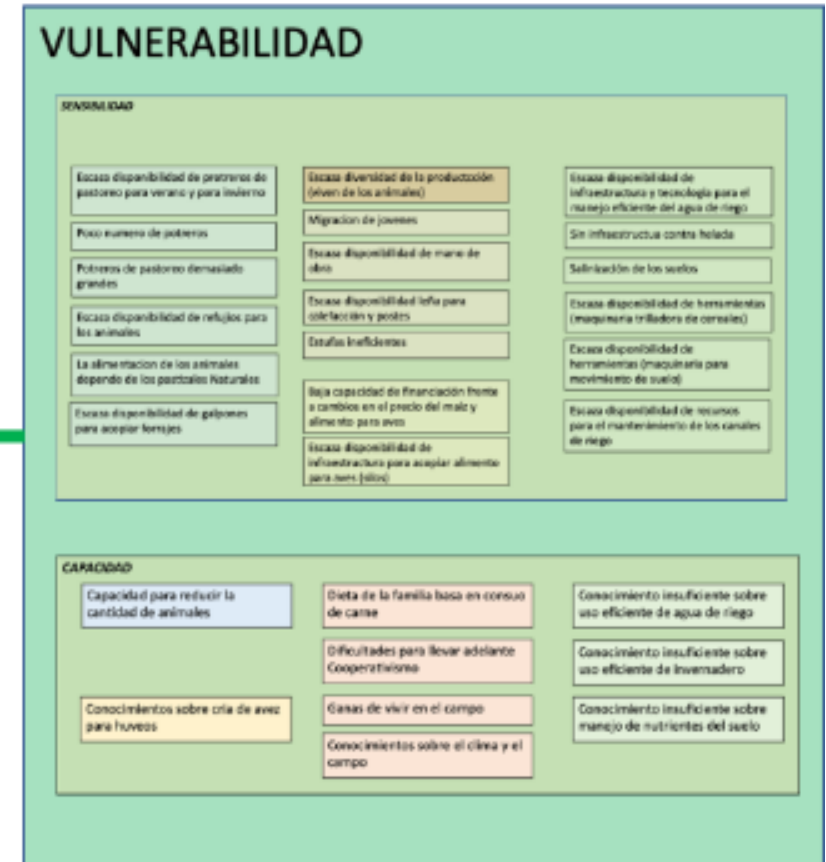 VULNERABILIDAD
SENSIBILIDAD
Escasa disponibilidad de protreros de
pastoreo para verano y para invierno
Poco numero de potreros
Potreros de pastoreo demasiado
grandes
Escasa disponibilidad de refujios para
los animales
La alimentacion de los animales
depende de los pastizales Naturales
Escasa disponibilidad de galpones
para acopiar forrajes
Escasa diversidad de la productoción
(viven de los animales)
Migracion de jovenes
Escasa disponibilidad de mano de
obra
Escasa disponibilidad leña para
calefacción y postes
Estufas ineficientes
Baja capacidad de financiación frente
a cambios en el precio del maíz y
alimento para aves
Escasa disponibilidad de
infraestructura para acopiar alimento
para aves (silos)
Escasa disponibilidad de
infraestructura y tecnología para el
manejo eficiente del agua de riego
Sin infraestructua contra helada
Salinización de los suelos
Escasa disponibilidad de herramientas
(maquinaria trilladora de cereales)
Escasa disponibilidad de
herramientas (maquinaria para
movimiento de suelo)
Escasa disponibilidad de recursos
para el mantenimiento de los canales
de riego
CAPACIDAD
Capacidad para reducir la
cantidad de animales
Conocimientos sobre cria de avez
para huveos
Dieta de la familia basa en consuo
de carne
Dificultades para llevar adelante
Cooperativismo
Ganas de vivir en el campo
Conocimientos sobre el clima y el
campo
Conocimiento insuficiente sobre
uso eficiente de agua de riego
Conocimiento insuficiente sobre
uso eficiente de invernadero
Conocimiento insuficiente sobre
manejo de nutrientes del suelo